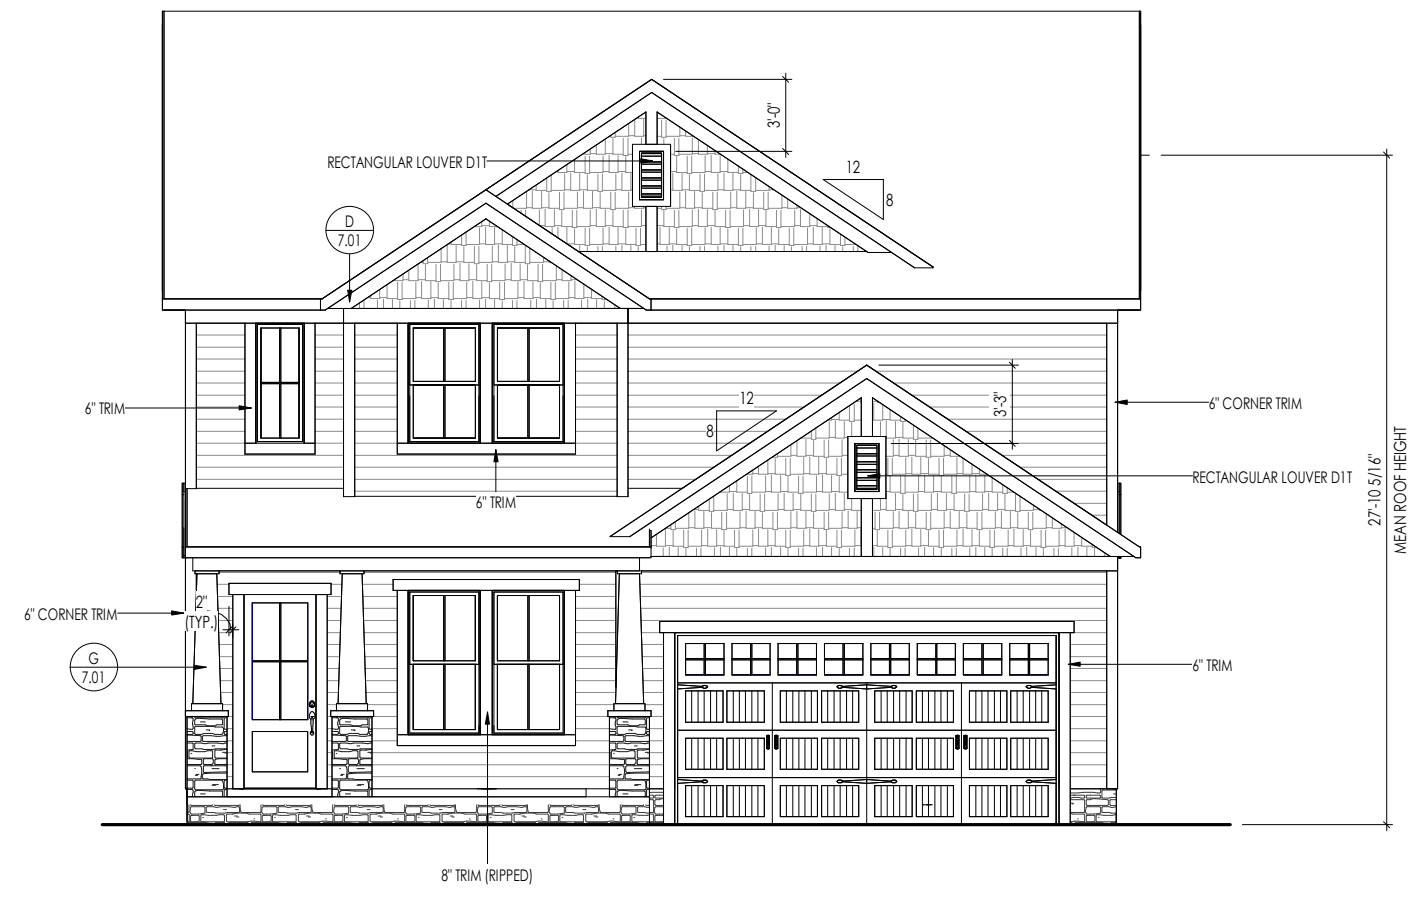 3'-0"
RECTANGULAR LOUVER D1T
12
8
D
7.01
12
8
3'-3"
6" TRIM
6" CORNER TRIM
27'-10 5/16"
MEAN ROOF HEIGHT
RECTANGULAR LOUVER D1T
6" TRIM
2"
(TYP.)
6" CORNER TRIM
G
7.01
6" TRIM
8" TRIM (RIPPED)